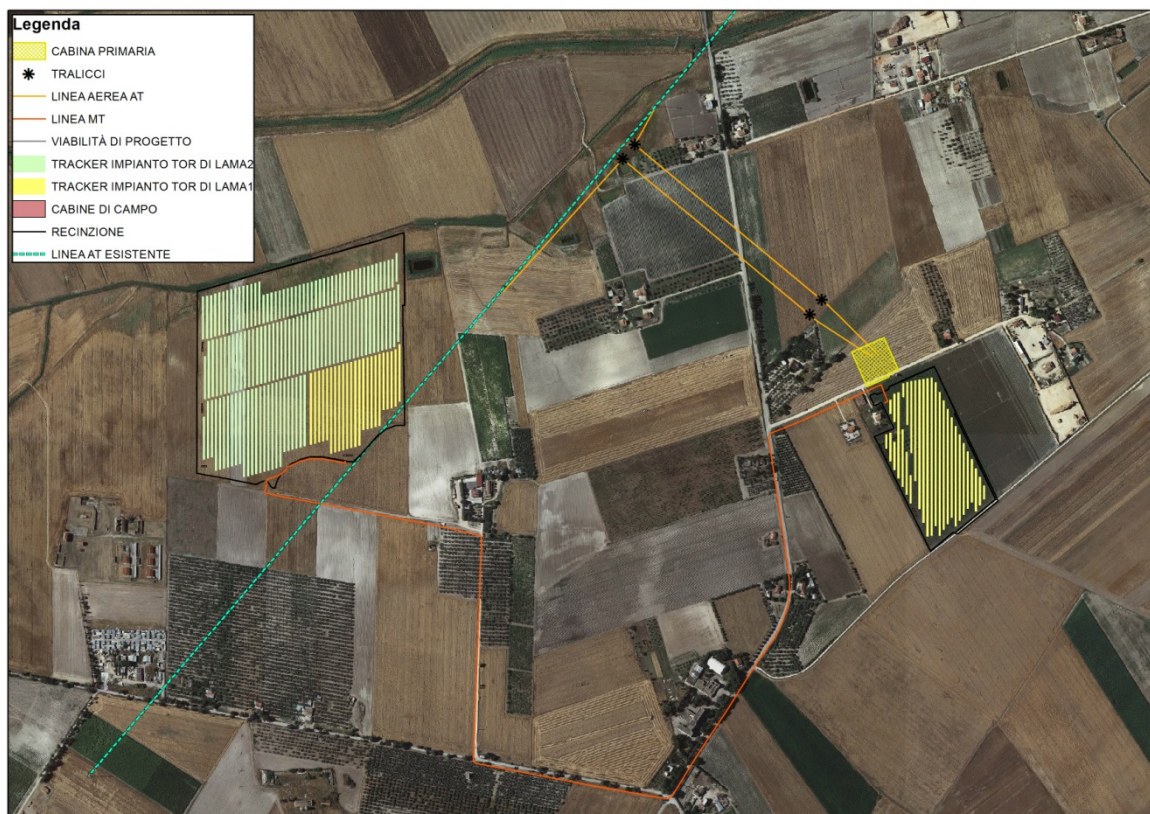 Legenda
CABINA PRIMARIA
TRALICCI
LINEA AEREA AT
LINEA MT
VIABILITÀ DI PROGETTO
TRACKER IMPIANTO TOR DI LAMA2
TRACKER IMPIANTO TOR DI LAMA1
CABINE DI CAMPO
RECINZIONE
LINEA AT ESISTENTE